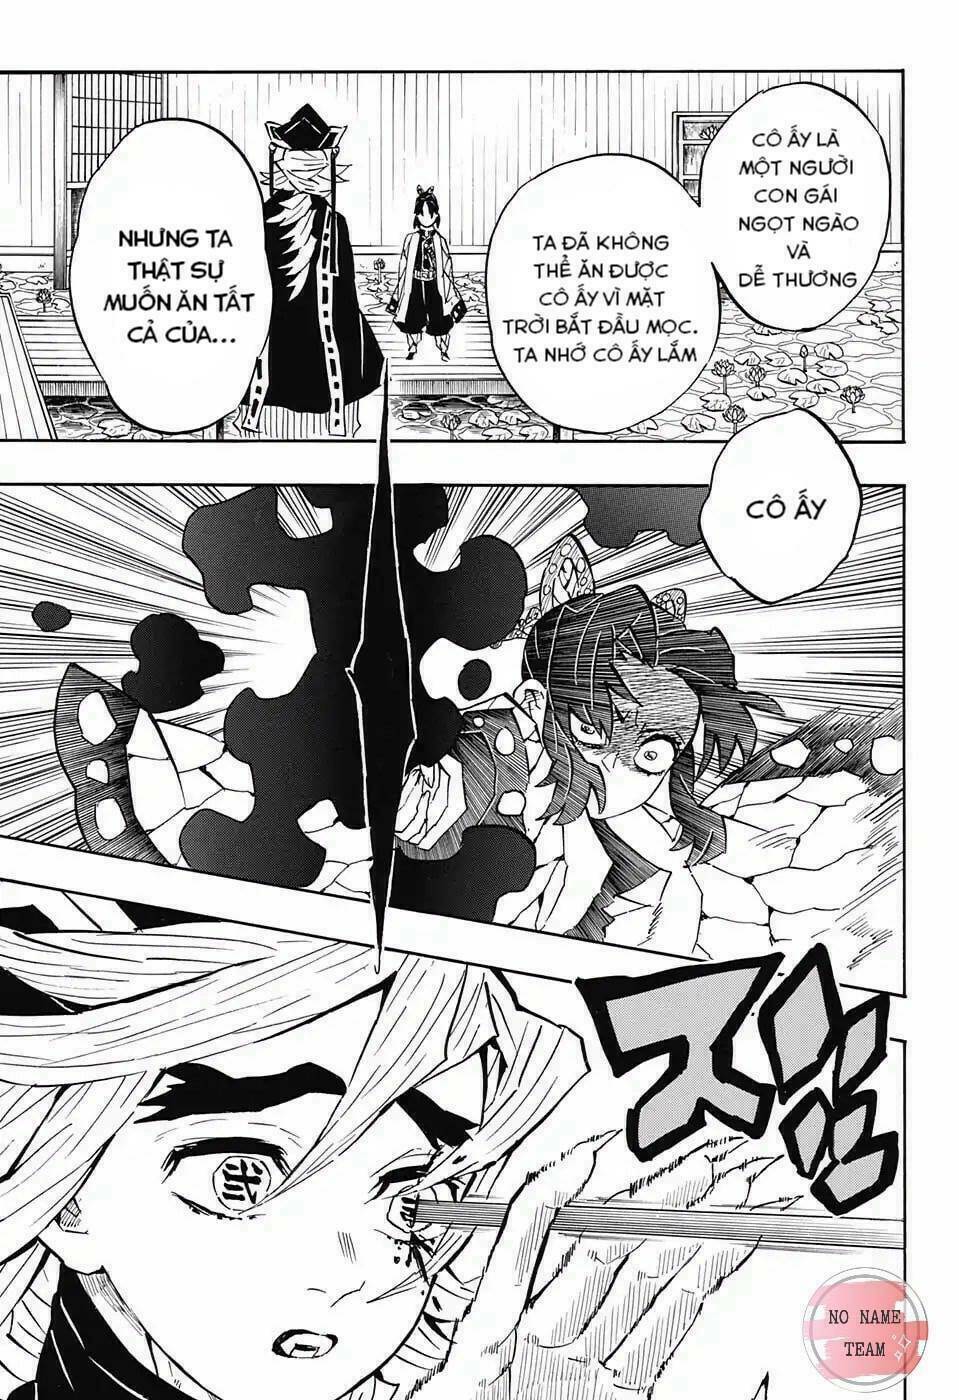 CÔ ẤY LÀ
MỘT NGƯỜI
CON GÁI
NGỌT NGÀO
VÀ
DỄ THƯƠNG
TA ĐÃ KHÔNG
THỂ ĂN ĐƯỢC
CÔ ẤY VÌ MẶT
TRỜI BẮT ĐẦU MỌC.
TA NHỚ CÔ ẤY LẮM
NHƯNG TA
THẬT SỰ
MUỐN ĂN TẤT
CẢ CỦA...
CÔ ẤY
ズ
弐
NO NAME
TEAM